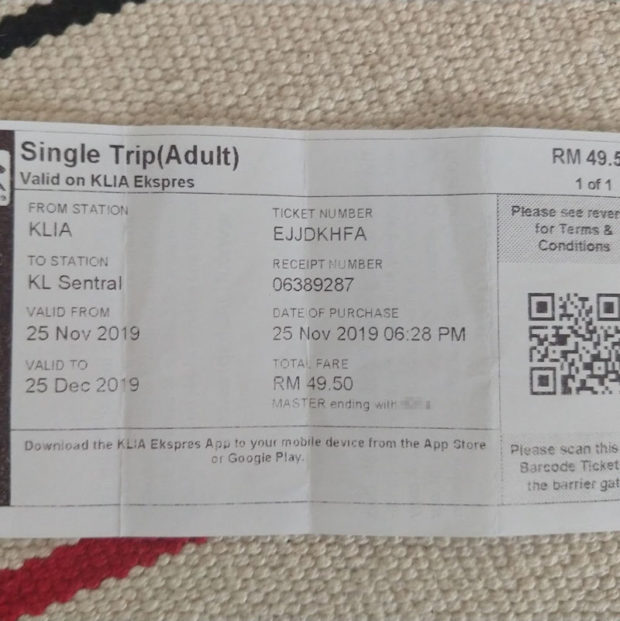 Single Trip(Adult)
Valid on KLIA Ekspres
RM 49.5
1 of 1
FROM STATION
KLIA
TO STATION
KL Sentral
VALID FROM
25 Nov 2019
VALID TO
25 Dec 2019
TICKET NUMBER
EJJDKHFA
RECEIPT NUMBER
06389287
DATE OF PURCHASE
25 Nov 2019 06:28 PM
TOTAL FARE
RM 49.50
MASTER ending with
Please see rever
for Terms &
Conditions
Please scan this
Barcode Ticket
the barrier gat
Download the KLIA Ekspres App to your mobile device from the App Store
or Google Play.